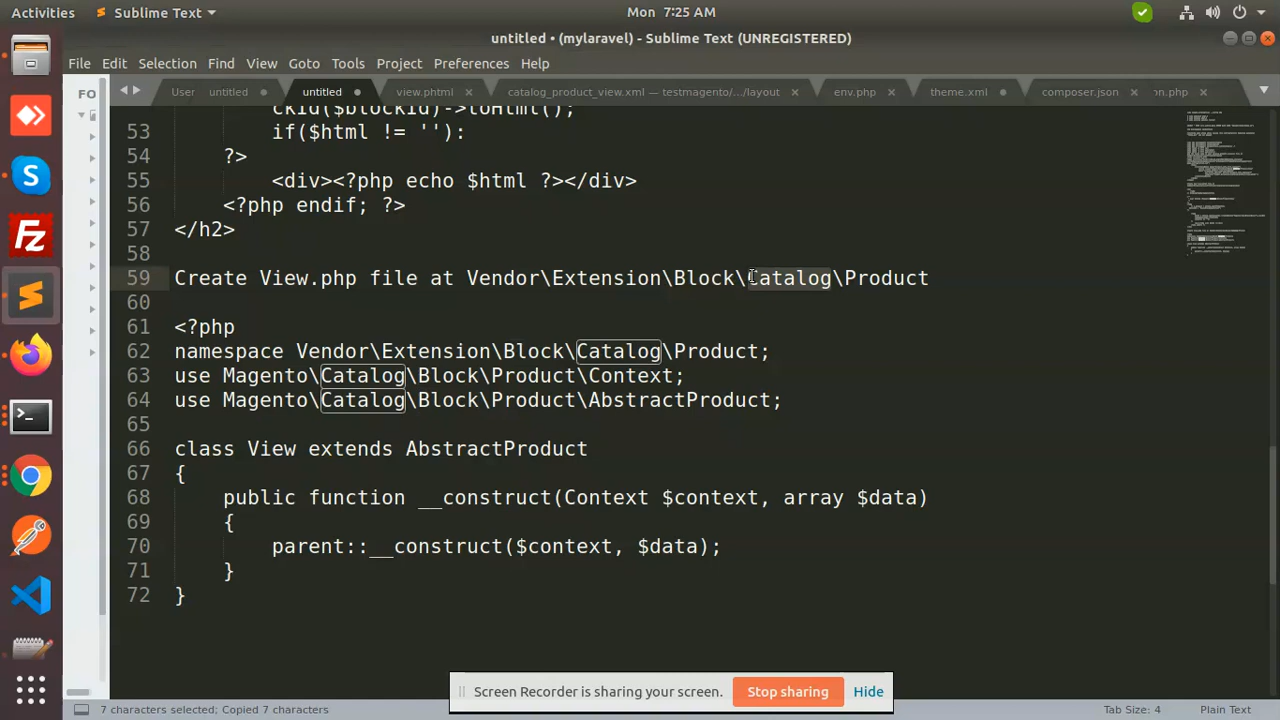 Activities
Sublime Text
Mon 7:25 AM
untitled • (mylaravel) - Sublime Text (UNREGISTERED)
File Edit Selection Find View Goto Tools Project Preferences Help
FO
User untitled
untitled
view.phtml
catalog_product_view.xml — testmagento/.../layout
env.php
theme.xml
composer.json
on.php
ckId($blockId)->toHtml();
53 if($html != ''):
54 ?>
55 <div><?php echo $html ?></div>
56 <?php endif; ?>
57 </h2>
58
59 Create View.php file at Vendor\Extension\Block\Catalog\Product
60
61 <?php
62 namespace Vendor\Extension\Block\Catalog\Product;
63 use Magento\Catalog\Block\Product\Context;
64 use Magento\Catalog\Block\Product\AbstractProduct;
65
66 class View extends AbstractProduct
67 {
68 public function __construct(Context $context, array $data)
69 {
70 parent::__construct($context, $data);
71 }
72 }
Screen Recorder is sharing your screen.
Stop sharing
Hide
7 characters selected; Copied 7 characters
Tab Size: 4
Plain Text